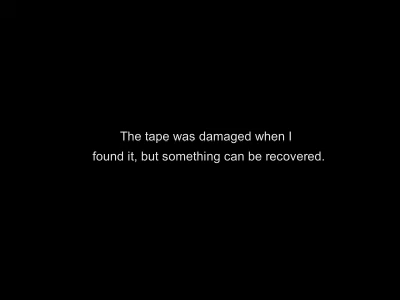 The tape was damaged when I
found it, but something can be recovered.